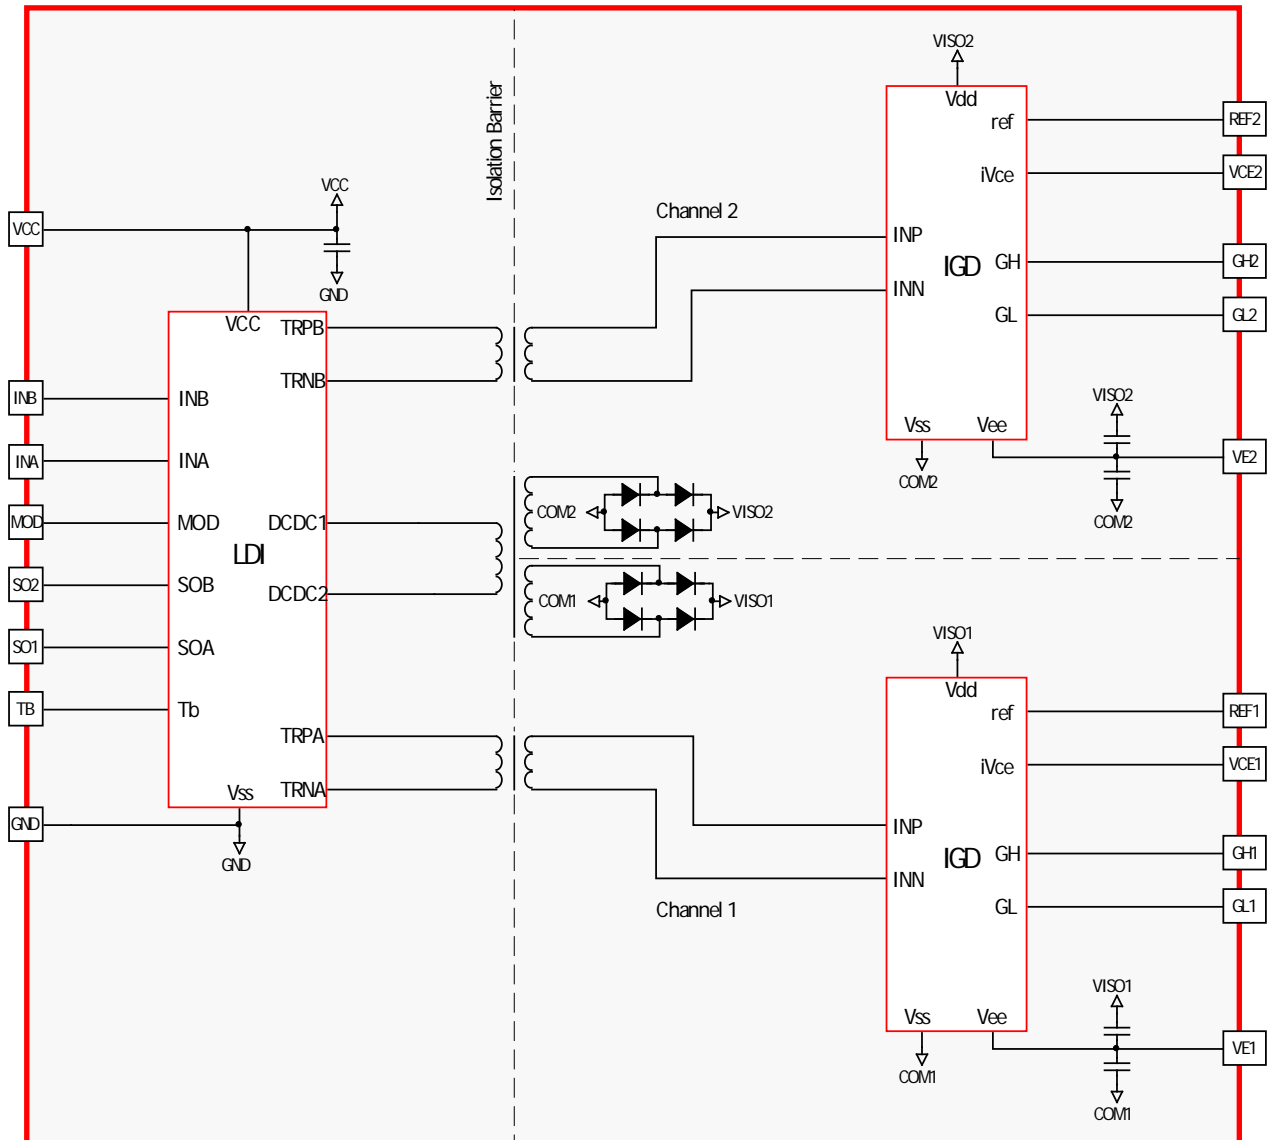 VISO2
Vdd
ref
REF2
iVce
VCE2
Isolation Barrier
VCC
Channel 2
VCC
INP
IGD
GH
GH2
INN
GND
GL
GL2
VCC
TRPB
TRNB
INB
INB
VISO2
Vss
Vee
VE2
INA
INA
COM2
COM2
VISO2
COM2
MOD
MOD
DCDC1
LDI
SO2
SOB
DCDC2
COM1
VISO1
SO1
SOA
VISO1
Vdd
TB
Tb
ref
REF1
TRPA
iVce
VCE1
TRNA
Vss
GND
INP
IGD
GH
GH1
GND
INN
GL
GL1
Channel 1
VISO1
Vss
Vee
VE1
COM1
COM1